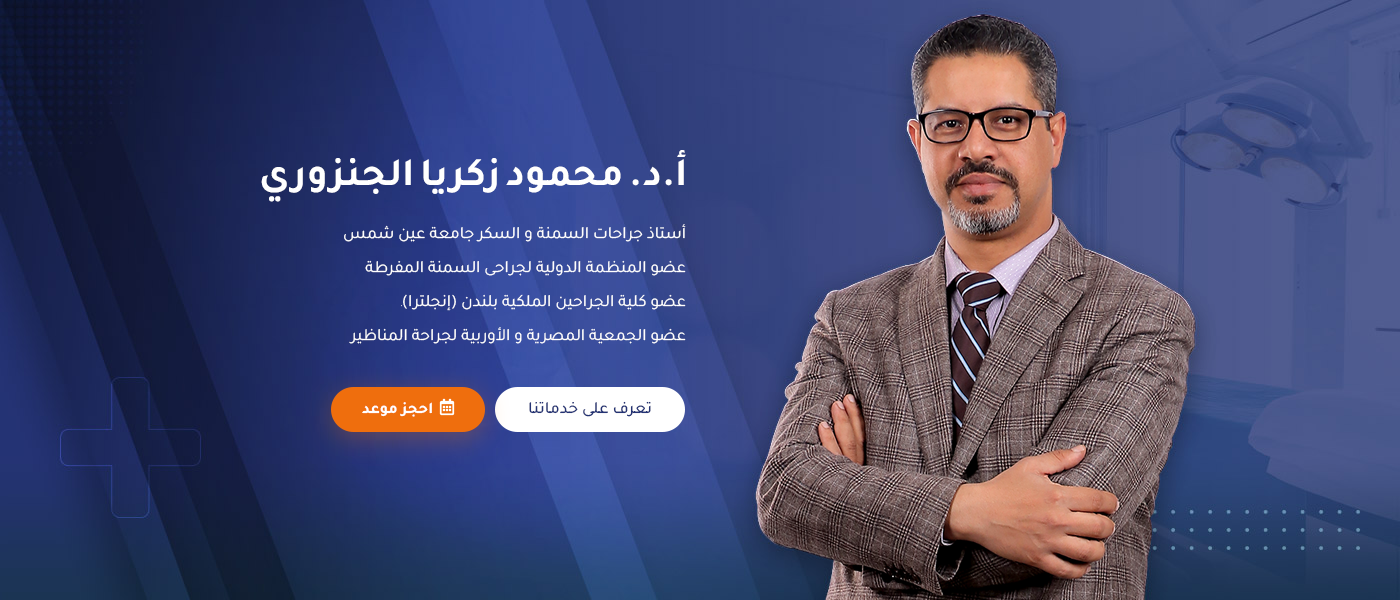 أ.د. محمود زكريا الجنزوري
أستاذ جراحات السمنة و السكر جامعة عين شمس
عضو المنظمة الدولية لجراحى السمنة المفرطة
عضو كلية الجراحين الملكية بلندن (إنجلترا)
عضو الجمعية المصرية و الأوربية لجراحة المناظير
تعرف على خدماتنا
احجز موعد